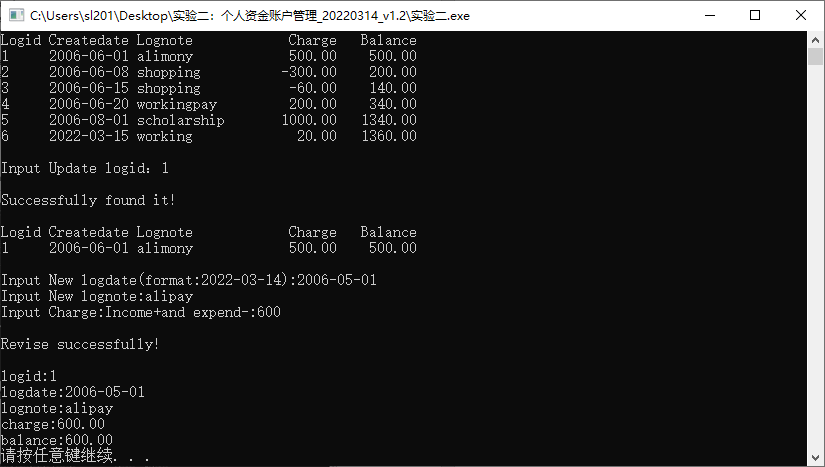 C:\Users\sl201\Desktop\实验二：个人资金账户管理_20220314_v1.2\实验二.exe
Logid Createdate Lognote Charge Balance
1 2006-06-01 alimony 500.00 500.00
2 2006-06-08 shopping -300.00 200.00
3 2006-06-15 shopping -60.00 140.00
4 2006-06-20 workingpay 200.00 340.00
5 2006-08-01 scholarship 1000.00 1340.00
6 2022-03-15 working 20.00 1360.00
Input Update logid：1
Successfully found it!
Logid Createdate Lognote Charge Balance
1 2006-06-01 alimony 500.00 500.00
Input New logdate(format:2022-03-14):2006-05-01
Input New lognote:alipay
Input Charge:Income+and expend-:600
Revise successfully!
logid:1
logdate:2006-05-01
lognote:alipay
charge:600.00
balance:600.00
请按任意键继续. . .